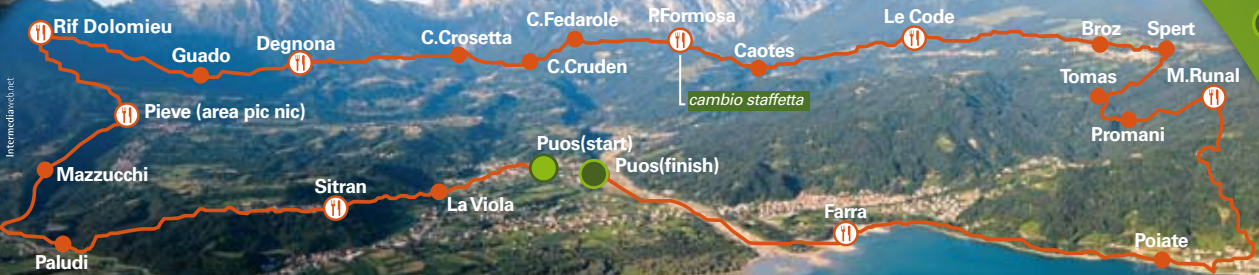 Rif Dolomieu
Guado
Degnona
C.Crosetta
C.Fedarole
C.Cruden
P.Formosa
Caotes
cambio staffetta
Le Code
Broz
Spert
Tomas
M.Runal
P.romani
Intermediaweb.net
Pieve (area pic nic)
Mazzucchi
Paludi
Sitran
La Viola
Puos(start)
Puos(finish)
Farra
Poiate